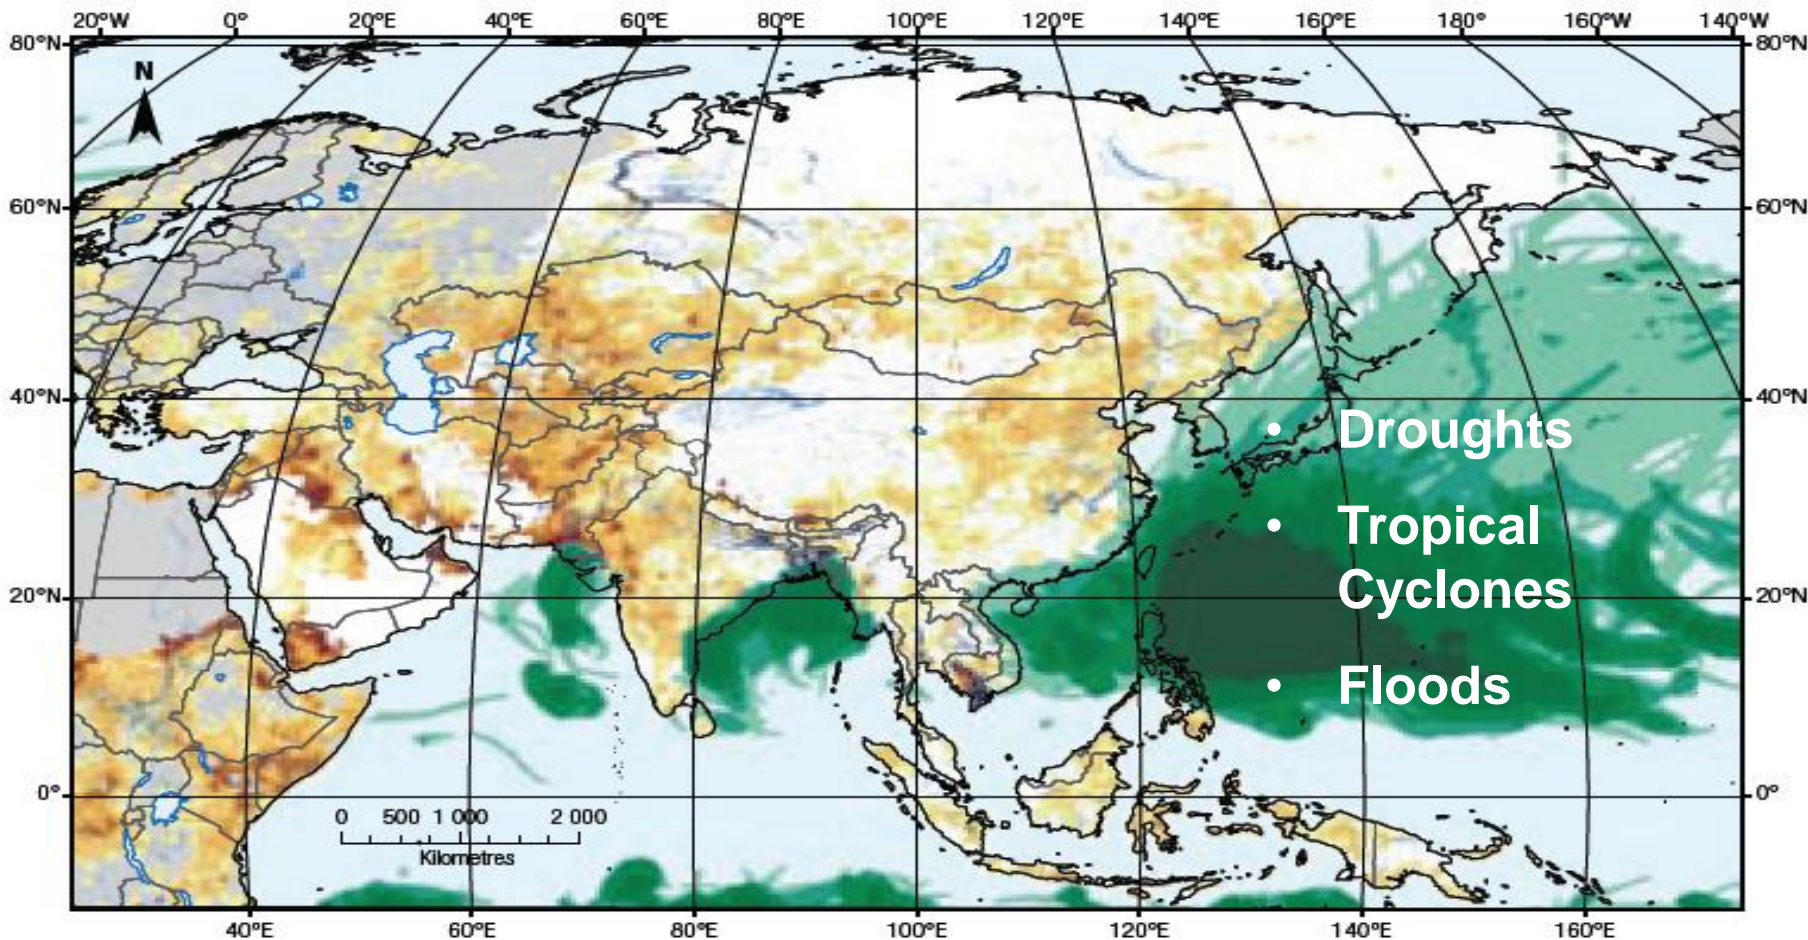 20°W 0° 20°E 40°E 60°E 80°E 100°E 120°E 140°E 160°E 180° 160°W 140°W
80°N 80°N
N
60°N 60°N
40°N 40°N
• Droughts
• Tropical
Cyclones
20°N 20°N
• Floods
0° 0°
0 500 1 000 2 000
Kilometres
40°E 60°E 80°E 100°E 120°E 140°E 160°E